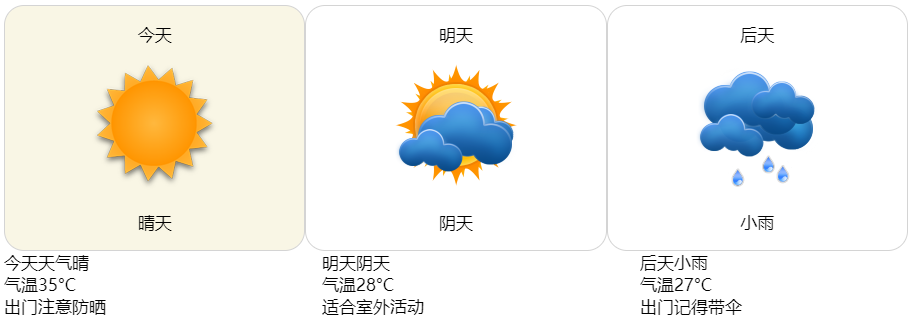 今天
晴天
明天
阴天
后天
小雨
今天天气晴
气温35°C
出门注意防晒
明天阴天
气温28°C
适合室外活动
后天小雨
气温27°C
出门记得带伞